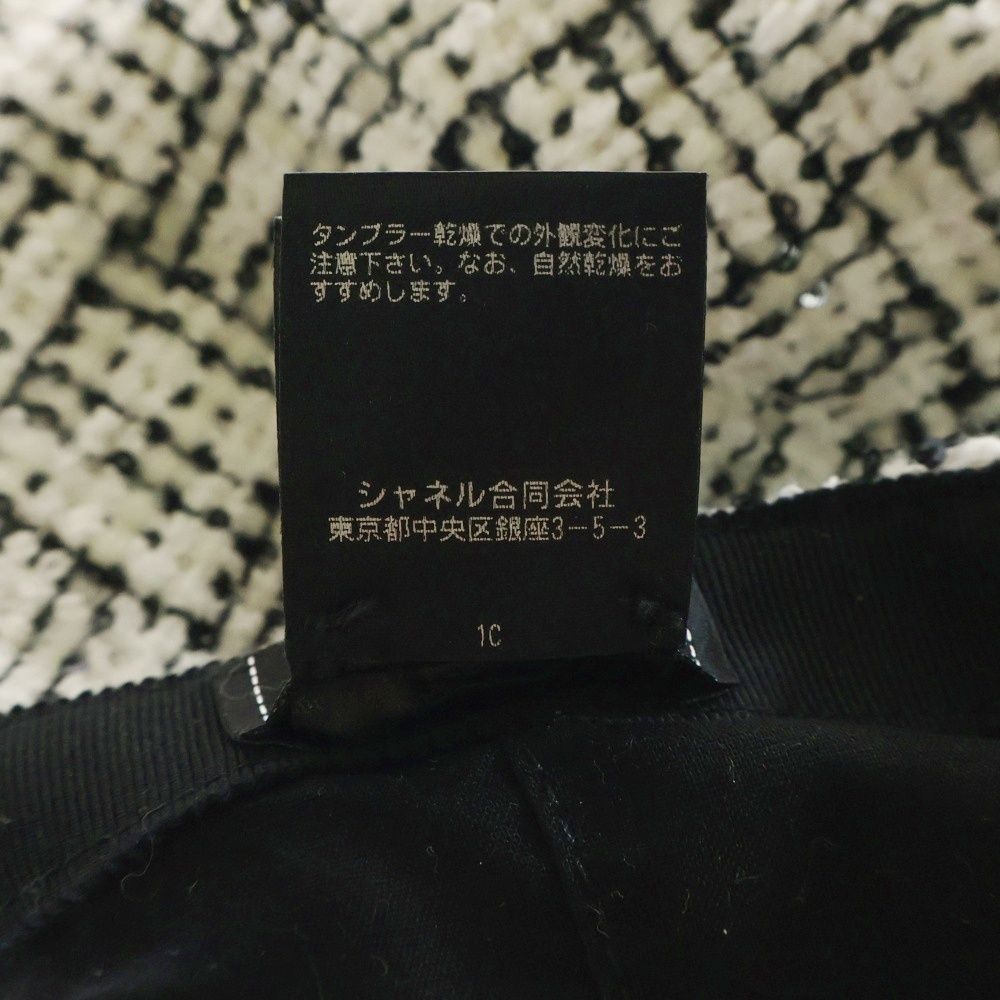 タンブラー乾燥での外観変化にご
注意下さい。なお、自然乾燥をお
すすめします。
シャネル合同会社
東京都中央区銀座3-5-3
1C